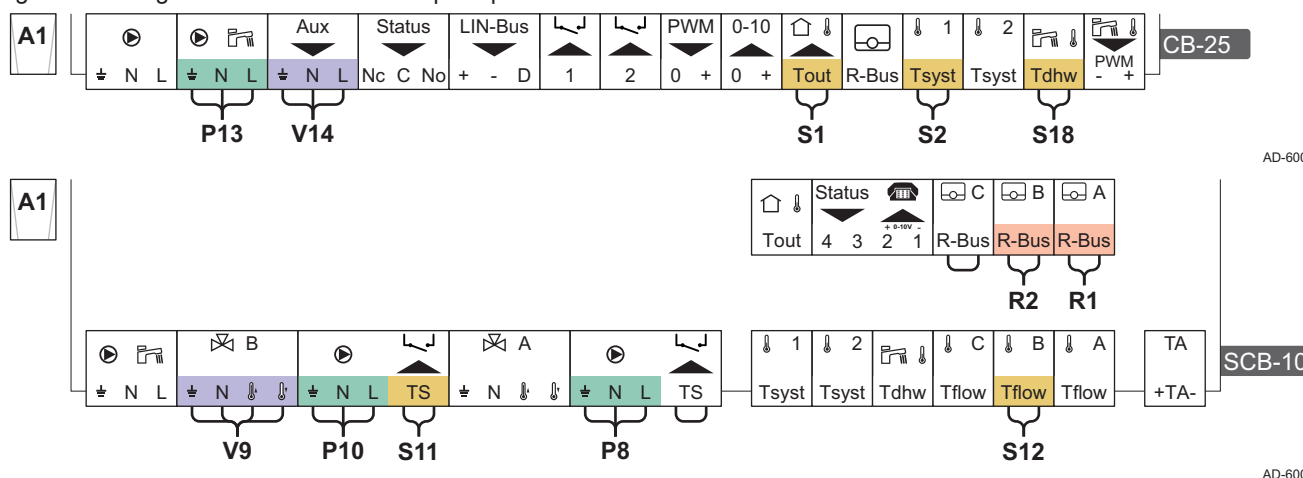 A1
Aux Status LIN-Bus PWM 0-10 1 2
CB-25
N L N L N L Nc C No + - D 1 2 0 + 0 + Tout R-Bus Tsyst Tsyst Tdhw PWM - +
P13 V14 S1 S2 S18
AD-600
A1
Status C B A
+ 0-10V -
Tout 4 3 2 1 R-Bus R-Bus R-Bus
R2 R1
B A 1 2 C B A TA
SCB-10
N L N N L TS N N L TS Tsyst Tsyst Tdhw Tflow Tflow Tflow +TA-
V9 P10 S11 P8 S12
AD-600